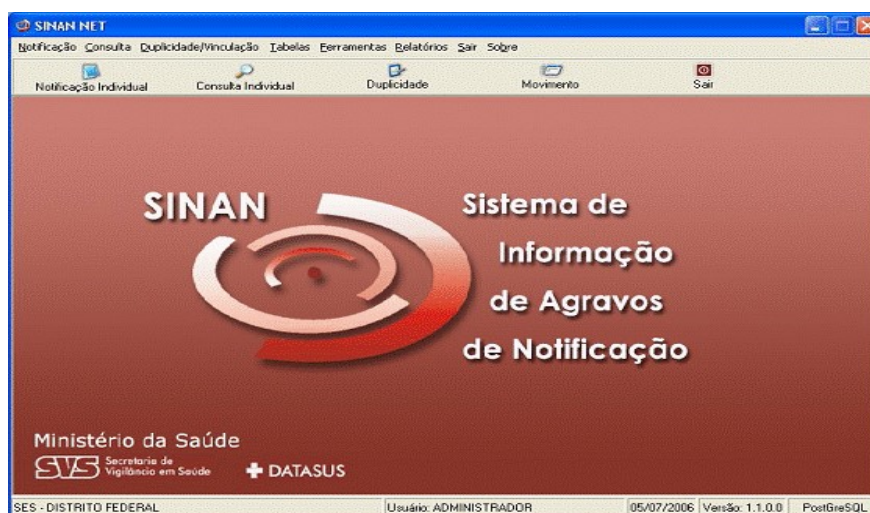 SINAN NET
Notificação Consulta Duplicidade/Vinculação Tabelas Ferramentas Relatórios Sair Sobre
Notificação Individual Consulta Individual Duplicidade Movimento Sair
SINAN
Sistema de
Informação
de Agravos
de Notificação
Ministério da Saúde
SVS Secretaria de
Vigilância em Saúde
DATASUS
SES - DISTRITO FEDERAL Usuário: ADMINISTRADOR 05/07/2006 Versão: 1.1.0.0 PostGreSQL